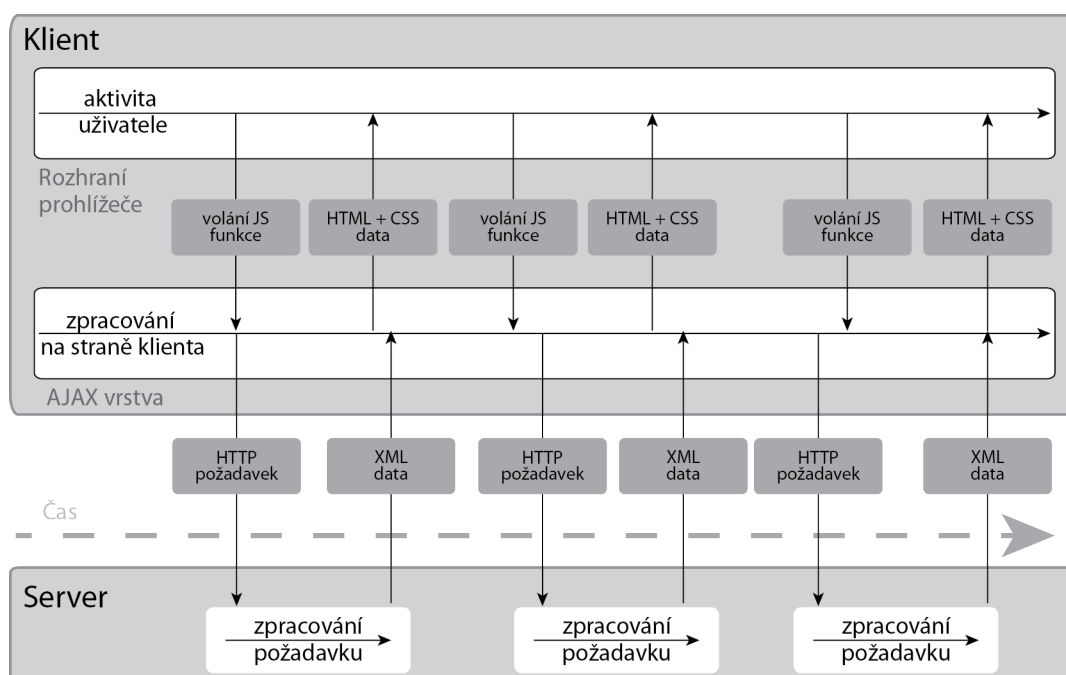 Klient
aktivita
uživatele
Rozhraní
prohlížeče
volání JS
funkce
HTML + CSS
data
volání JS
funkce
HTML + CSS
data
volání JS
funkce
HTML + CSS
data
zpracování
na straně klienta
AJAX vrstva
HTTP
požadavek
XML
data
HTTP
požadavek
XML
data
HTTP
požadavek
XML
data
Čas
Server
zpracování
požadavku
zpracování
požadavku
zpracování
požadavku